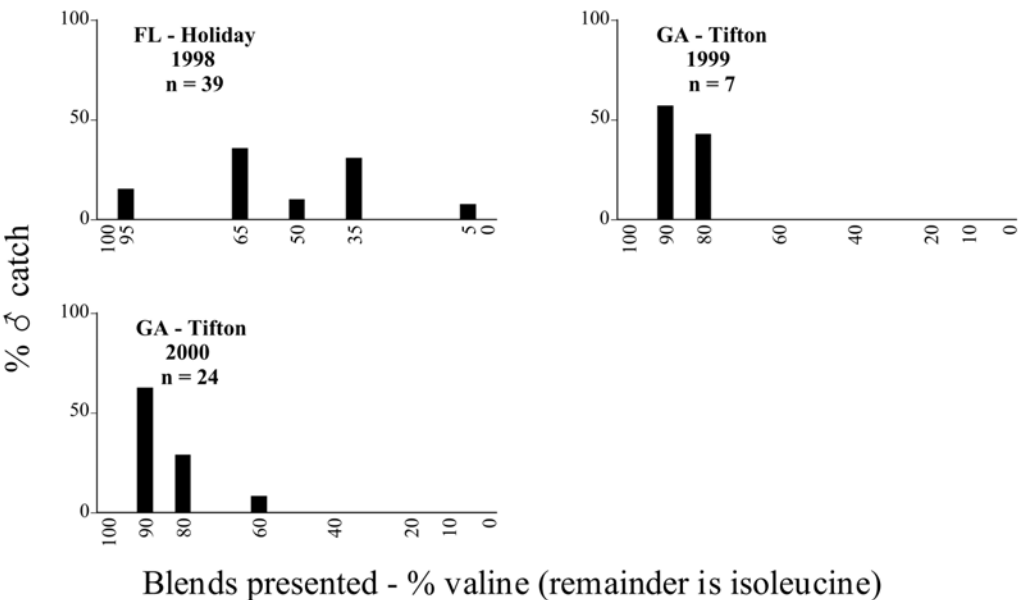 100
50
0
FL - Holiday
1998
n = 39
100 95 65 50 35 5 0
100
50
0
GA - Tifton
1999
n = 7
100 90 80 60 40 20 10 0
% ♂ catch
100
50
0
GA - Tifton
2000
n = 24
100 90 80 60 40 20 10 0
Blends presented - % valine (remainder is isoleucine)